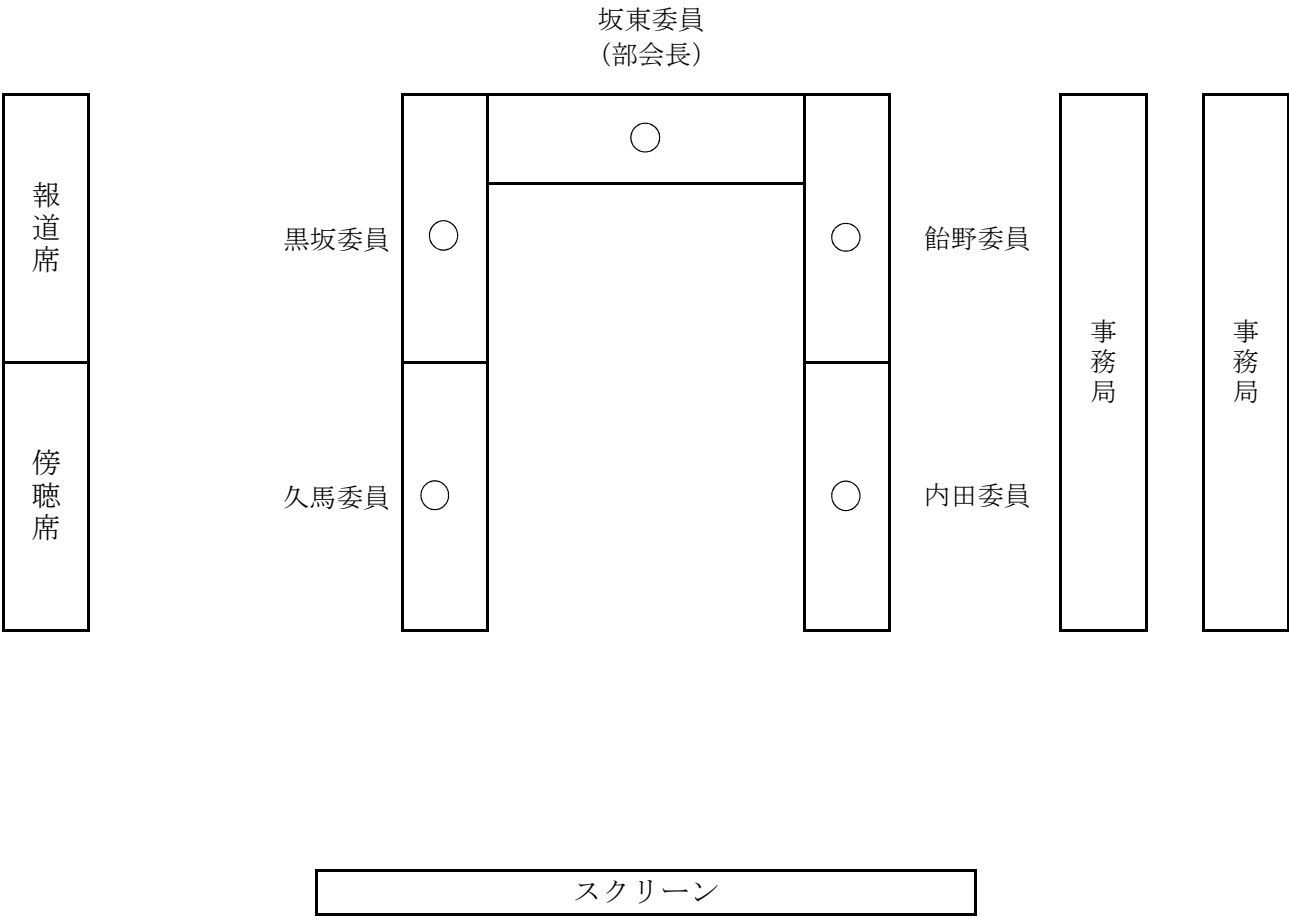 坂東委員
（部会長）
報道席
黒坂委員
飴野委員
事務局
事務局
傍聴席
久馬委員
内田委員
スクリーン